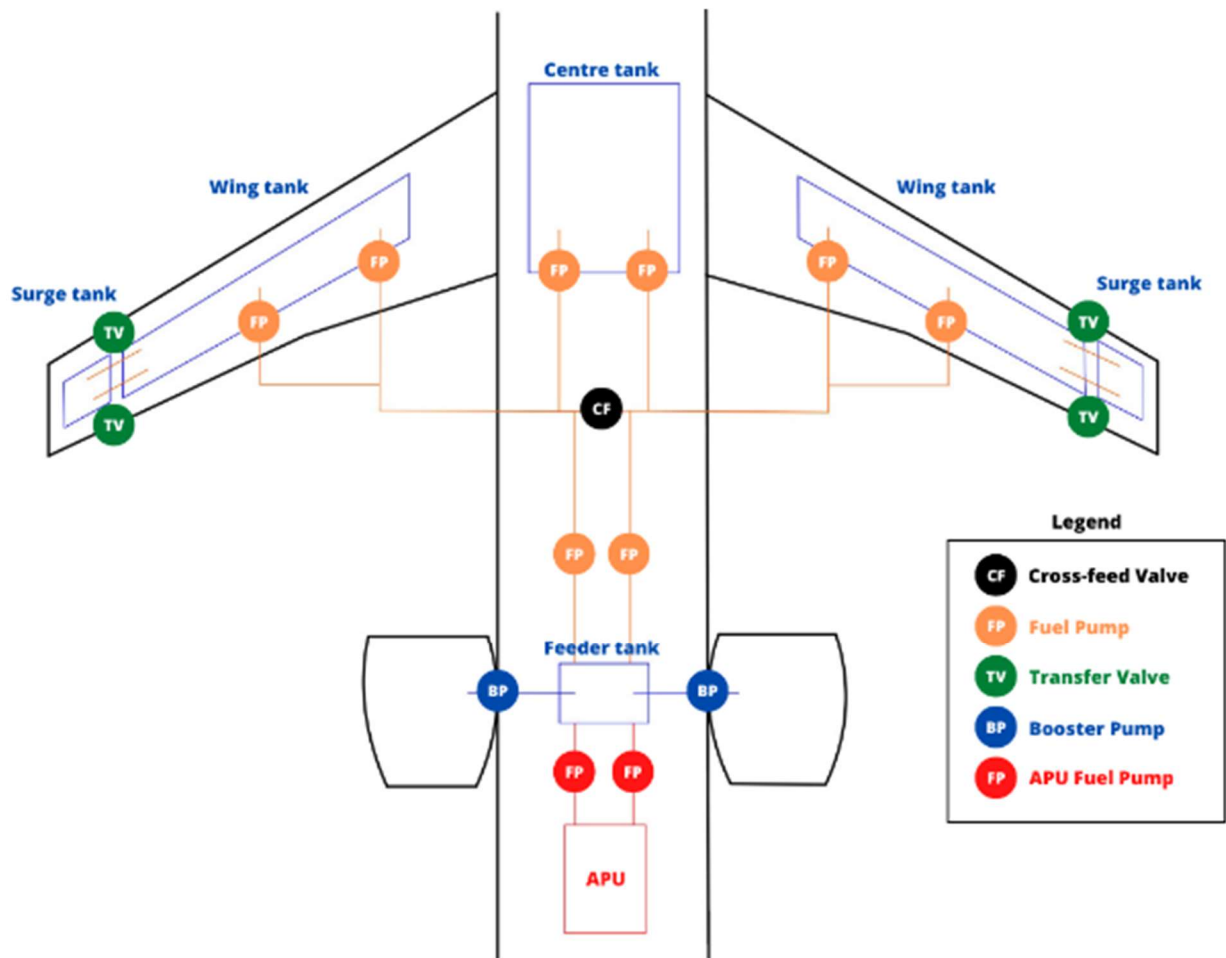 Centre tank
Wing tank
Wing tank
Surge tank
Surge tank
FP
FP
FP
FP
FP
FP
TV
TV
TV
TV
CF
FP
FP
Feeder tank
BP
BP
FP
FP
APU
Legend
CF Cross-feed Valve
FP Fuel Pump
TV Transfer Valve
BP Booster Pump
FP APU Fuel Pump